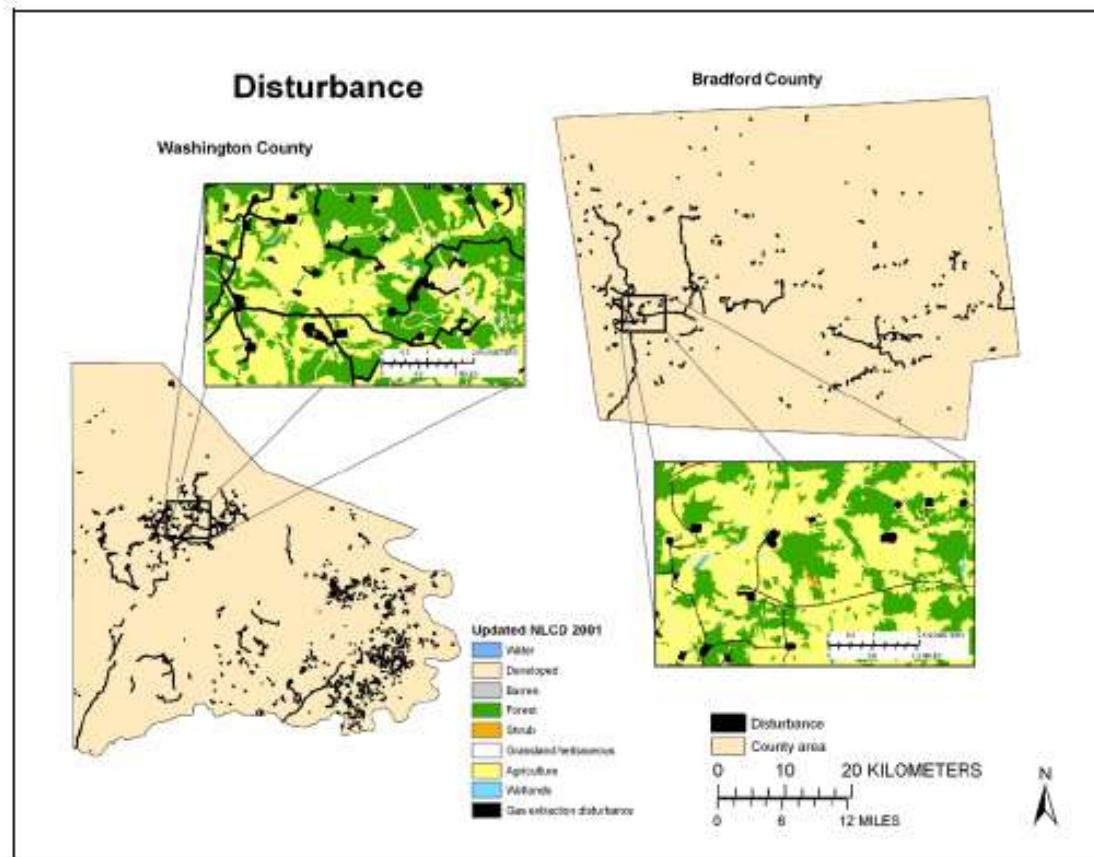 Disturbance
Bradford County
Washington County
Updated NLCD 2001
Water
Developed
Barren
Forest
Shrub
Grassland herbaceous
Agriculture
Wetlands
Gas extraction disturbance
Disturbance
County area
0 10 20 KILOMETERS
0 6 12 MILES
N